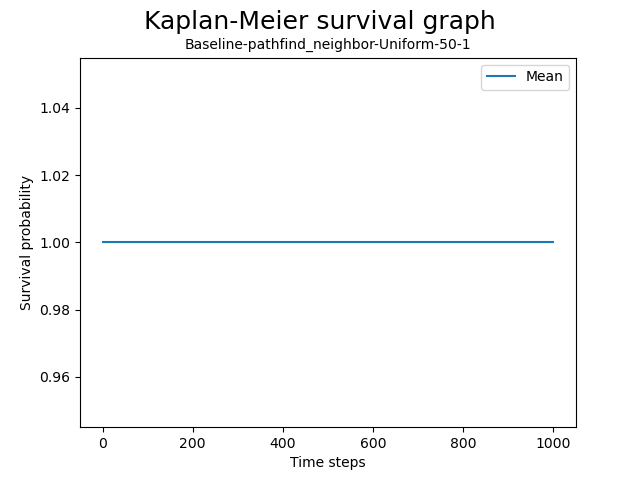 Kaplan-Meier survival graph
Baseline-pathfind_neighbor-Uniform-50-1
Mean
1.04
1.02
1.00
0.98
0.96
Survival probability
0 200 400 600 800 1000
Time steps